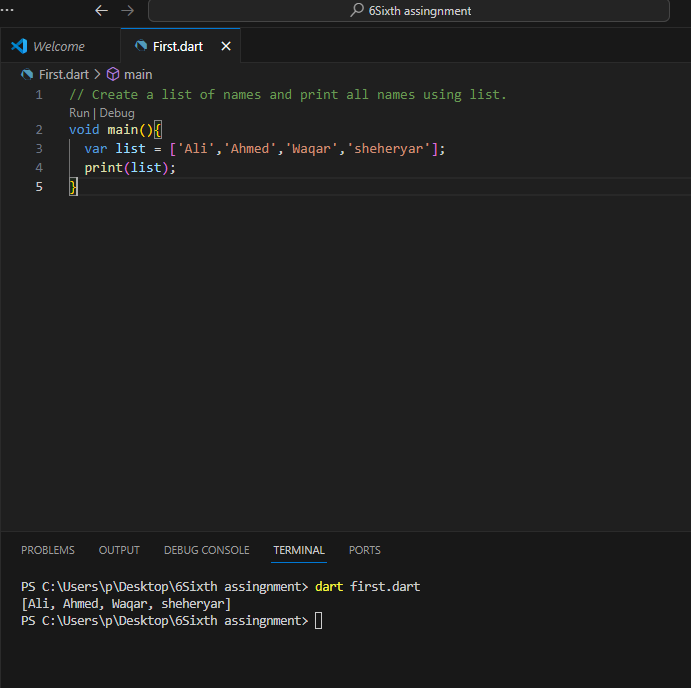 6Sixth assingnment
Welcome
First.dart
First.dart > main
1 // Create a list of names and print all names using list.
Run | Debug
2 void main(){
3 var list = ['Ali','Ahmed','Waqar','sheheryar'];
4 print(list);
5 }
PROBLEMS OUTPUT DEBUG CONSOLE TERMINAL PORTS
PS C:\Users\p\Desktop\6Sixth assingnment> dart first.dart
[Ali, Ahmed, Waqar, sheheryar]
PS C:\Users\p\Desktop\6Sixth assingnment>